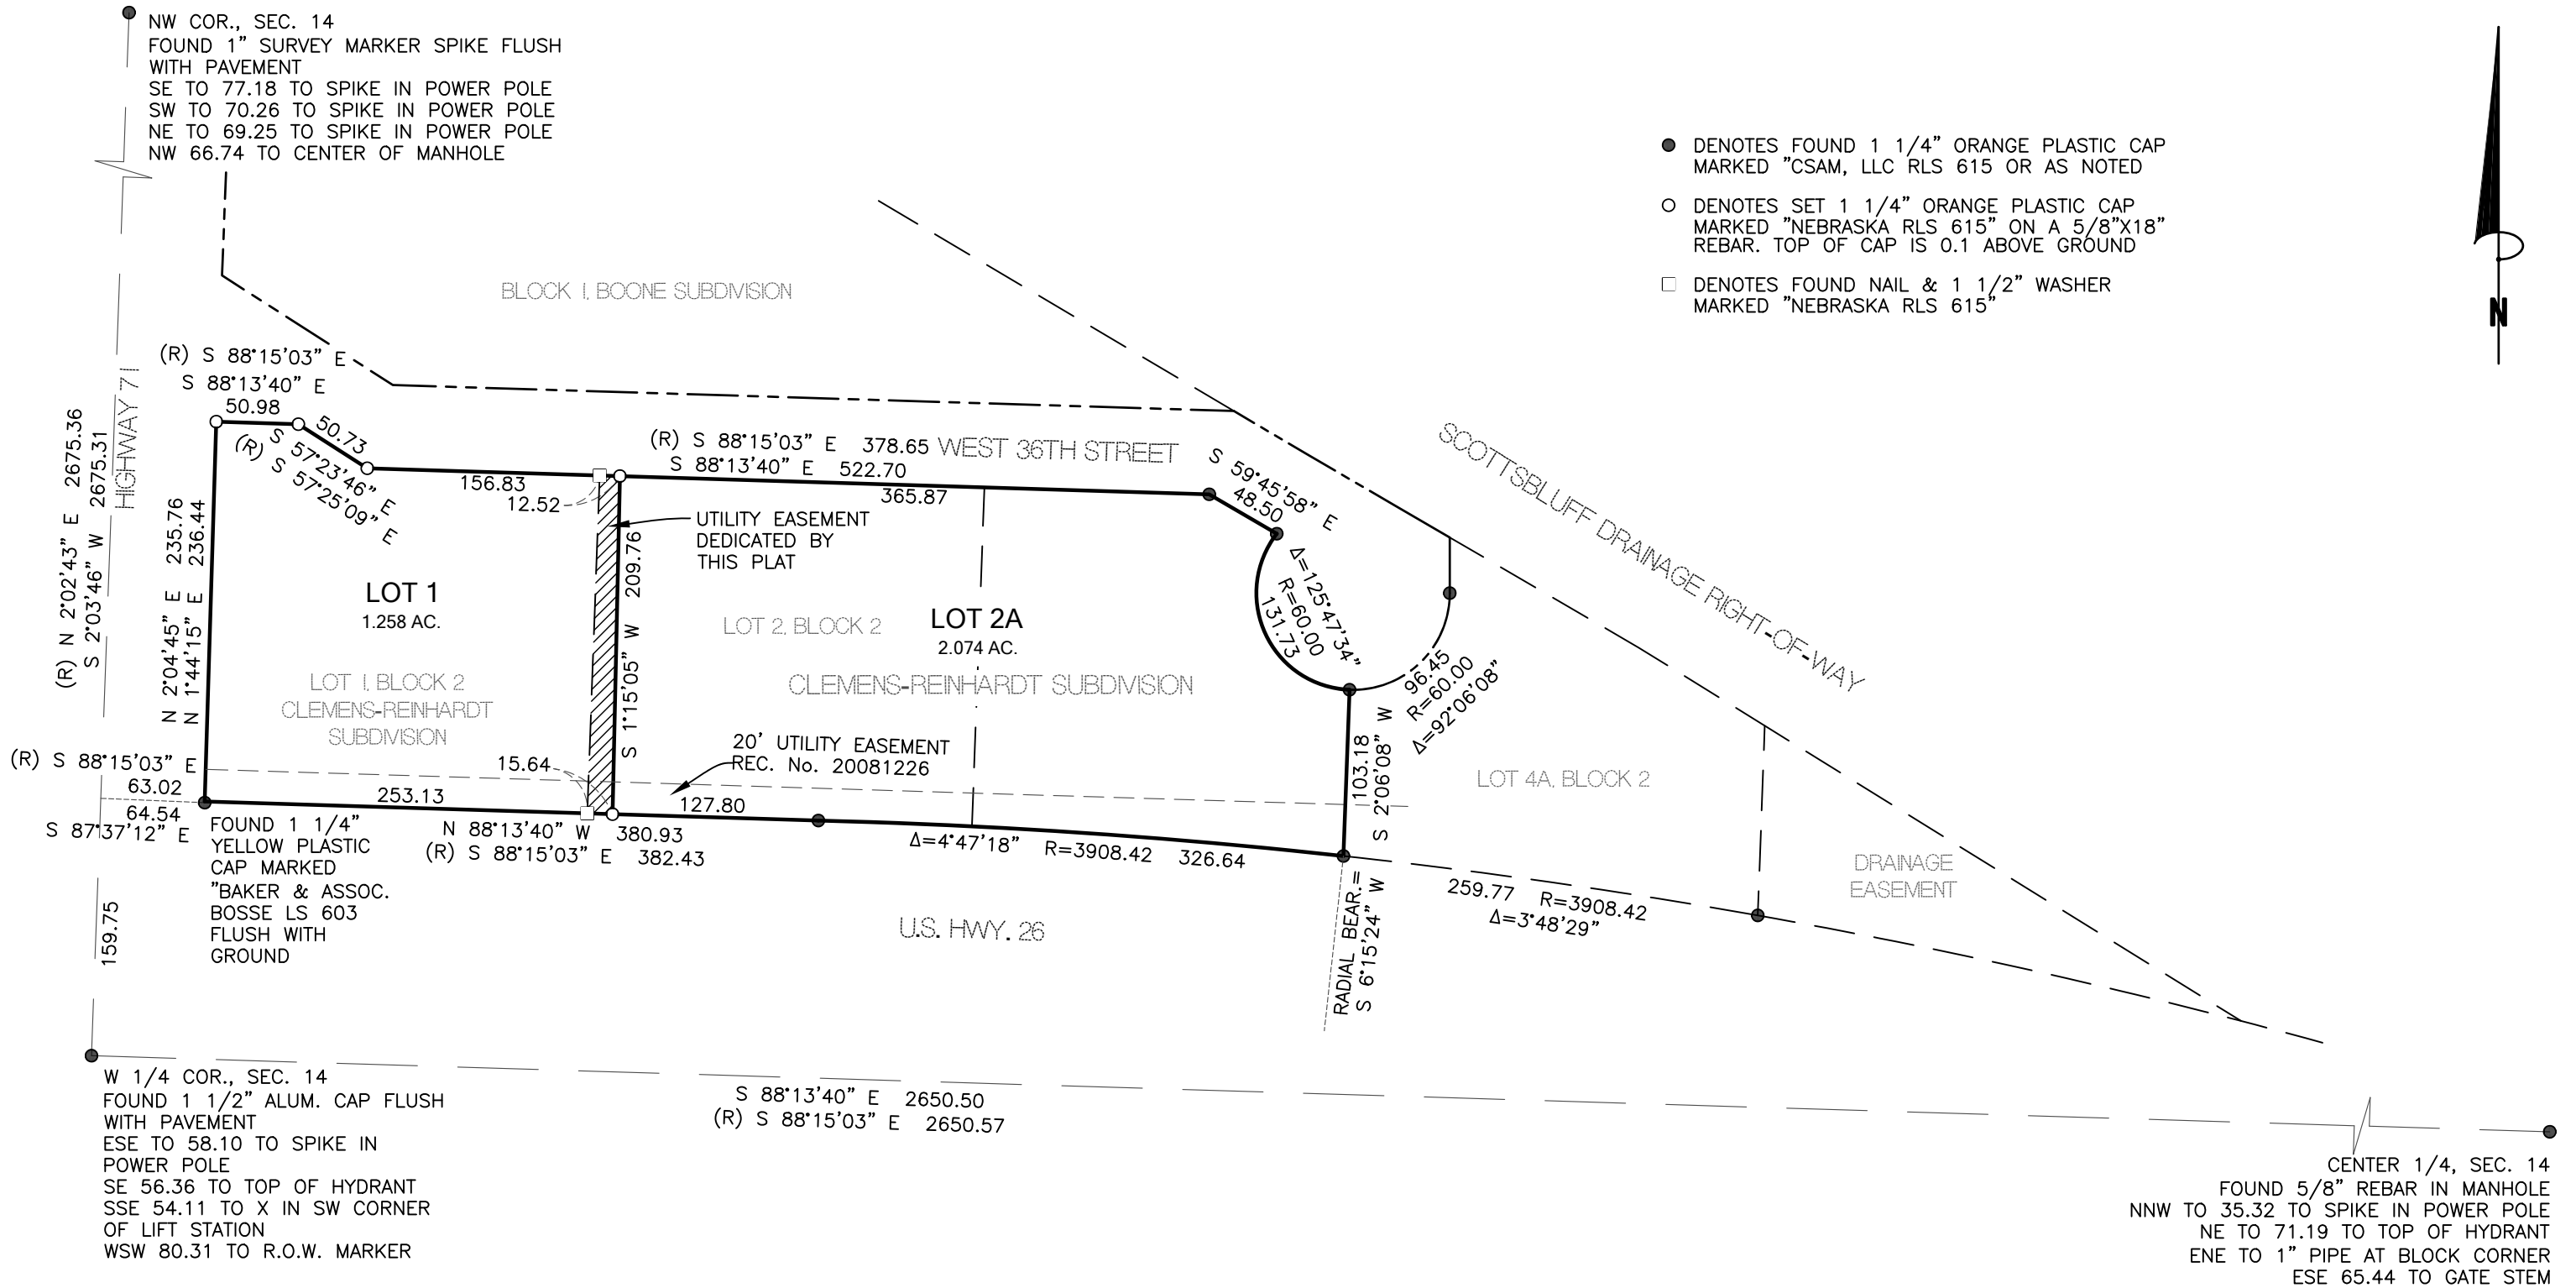 NW COR., SEC. 14
FOUND 1” SURVEY MARKER SPIKE FLUSH
WITH PAVEMENT
SE TO 77.18 TO SPIKE IN POWER POLE
SW TO 70.26 TO SPIKE IN POWER POLE
NE TO 69.25 TO SPIKE IN POWER POLE
NW 66.74 TO CENTER OF MANHOLE
DENOTES FOUND 1 1/4” ORANGE PLASTIC CAP
MARKED ”CSAM, LLC RLS 615 OR AS NOTED
DENOTES SET 1 1/4” ORANGE PLASTIC CAP
MARKED ”NEBRASKA RLS 615” ON A 5/8”X18”
REBAR. TOP OF CAP IS 0.1 ABOVE GROUND
DENOTES FOUND NAIL & 1 1/2” WASHER
MARKED ”NEBRASKA RLS 615”
N
BLOCK 1, BOONE SUBDIVISION
(R) S 88°15’03” E
S 88°13’40” E
50.98
50.73
S 57°23’46” E
(R) S 57°25’09” E
HIGHWAY 71
(R) N 2°02’43” E 2675.36
S 2°03’46” W 2675.31
N 2°04’45” E 235.76
N 1°44’15” E 236.44
(R) S 88°15’03” E 378.65
S 88°13’40” E 522.70
WEST 36TH STREET
156.83
12.52
365.87
S 59°45’58” E
48.50
SCOTTSBLUFF DRAINAGE RIGHT-OF-WAY
UTILITY EASEMENT
DEDICATED BY
THIS PLAT
S 1°15’05” W 209.76
LOT 1
1.258 AC.
LOT 2, BLOCK 2
LOT 2A
2.074 AC.
Δ=125°47’34”
R=60.00
131.73
96.45
R=60.00
Δ=92°06’08”
LOT 1, BLOCK 2
CLEMENS-REINHARDT
SUBDIVISION
CLEMENS-REINHARDT SUBDIVISION
20’ UTILITY EASEMENT
REC. No. 20081226
103.18
S 2°06’08” W
LOT 4A, BLOCK 2
(R) S 88°15’03” E
63.02
64.54
S 87°37’12” E
15.64
253.13
127.80
N 88°13’40” W 380.93
(R) S 88°15’03” E 382.43
Δ=4°47’18” R=3908.42 326.64
FOUND 1 1/4”
YELLOW PLASTIC
CAP MARKED
”BAKER & ASSOC.
BOSSE LS 603
FLUSH WITH
GROUND
159.75
U.S. HWY. 26
RADIAL BEAR.=
S 6°15’24” W
259.77 R=3908.42
Δ=3°48’29”
DRAINAGE
EASEMENT
W 1/4 COR., SEC. 14
FOUND 1 1/2” ALUM. CAP FLUSH
WITH PAVEMENT
ESE TO 58.10 TO SPIKE IN
POWER POLE
SE 56.36 TO TOP OF HYDRANT
SSE 54.11 TO X IN SW CORNER
OF LIFT STATION
WSW 80.31 TO R.O.W. MARKER
S 88°13’40” E 2650.50
(R) S 88°15’03” E 2650.57
CENTER 1/4, SEC. 14
FOUND 5/8” REBAR IN MANHOLE
NNW TO 35.32 TO SPIKE IN POWER POLE
NE TO 71.19 TO TOP OF HYDRANT
ENE TO 1” PIPE AT BLOCK CORNER
ESE 65.44 TO GATE STEM